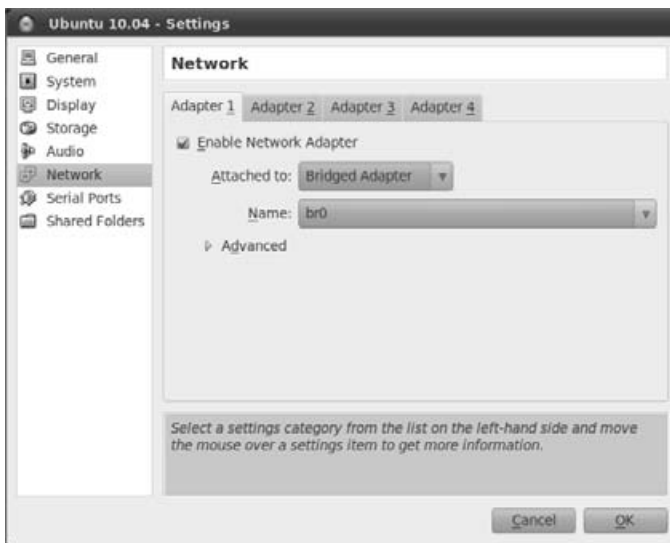 Ubuntu 10.04 - Settings
General
System
Display
Storage
Audio
Network
Serial Ports
Shared Folders
Network
Adapter 1
Adapter 2
Adapter 3
Adapter 4
Enable Network Adapter
Attached to: Bridged Adapter
Name: br0
Advanced
Select a settings category from the list on the left-hand side and move
the mouse over a settings item to get more information.
Cancel
OK